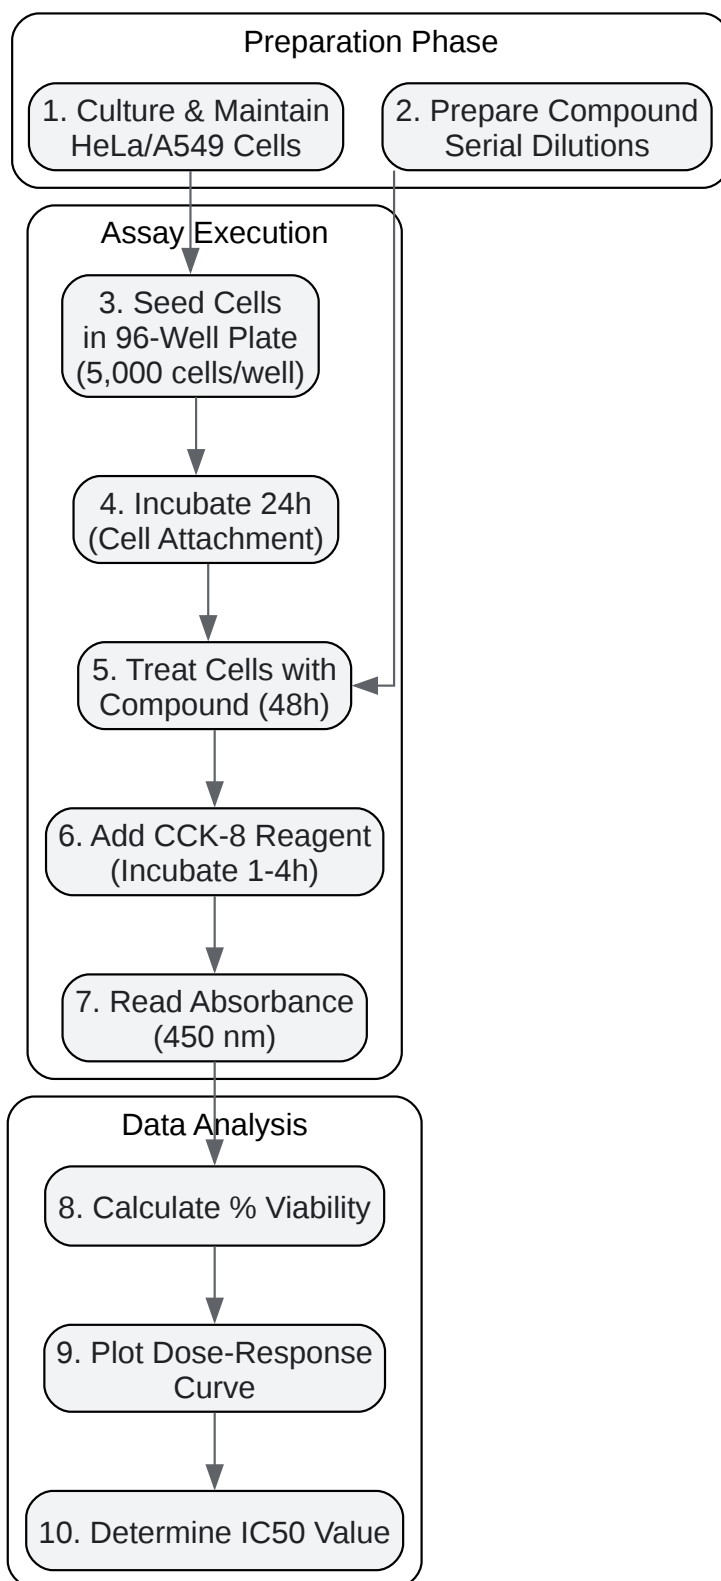 Preparation Phase
1. Culture & Maintain
HeLa/A549 Cells
2. Prepare Compound
Serial Dilutions
Assay Execution
3. Seed Cells
in 96-Well Plate
(5,000 cells/well)
4. Incubate 24h
(Cell Attachment)
5. Treat Cells with
Compound (48h)
6. Add CCK-8 Reagent
(Incubate 1-4h)
7. Read Absorbance
(450 nm)
Data Analysis
8. Calculate % Viability
9. Plot Dose-Response
Curve
10. Determine IC50 Value